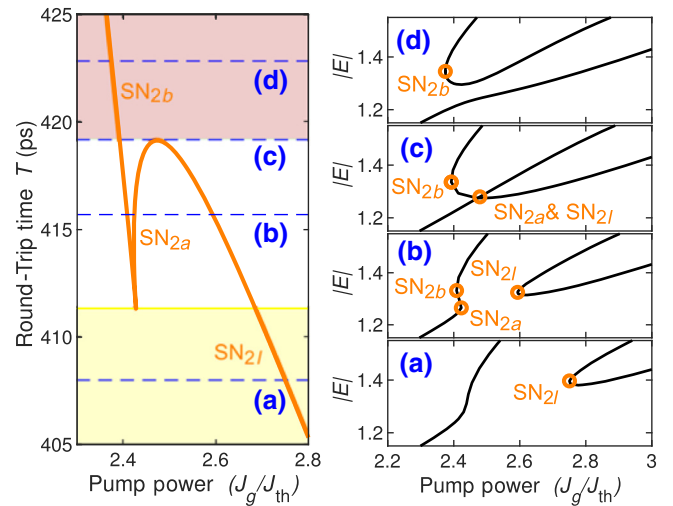 425
420
415
411
405
Round-Trip time T (ps)
SN2b
(d)
(c)
SN2a
(b)
SN2l
(a)
2.4
2.6
2.8
Pump power (Jg/Jth)
(d)
|E|
1.4
1.2
SN2b
(c)
|E|
1.4
1.2
SN2b
SN2a & SN2l
(b)
|E|
1.4
1.2
SN2l
SN2b
SN2a
(a)
|E|
1.4
1.2
SN2l
2.2
2.4
2.6
2.8
3
Pump power (Jg/Jth)